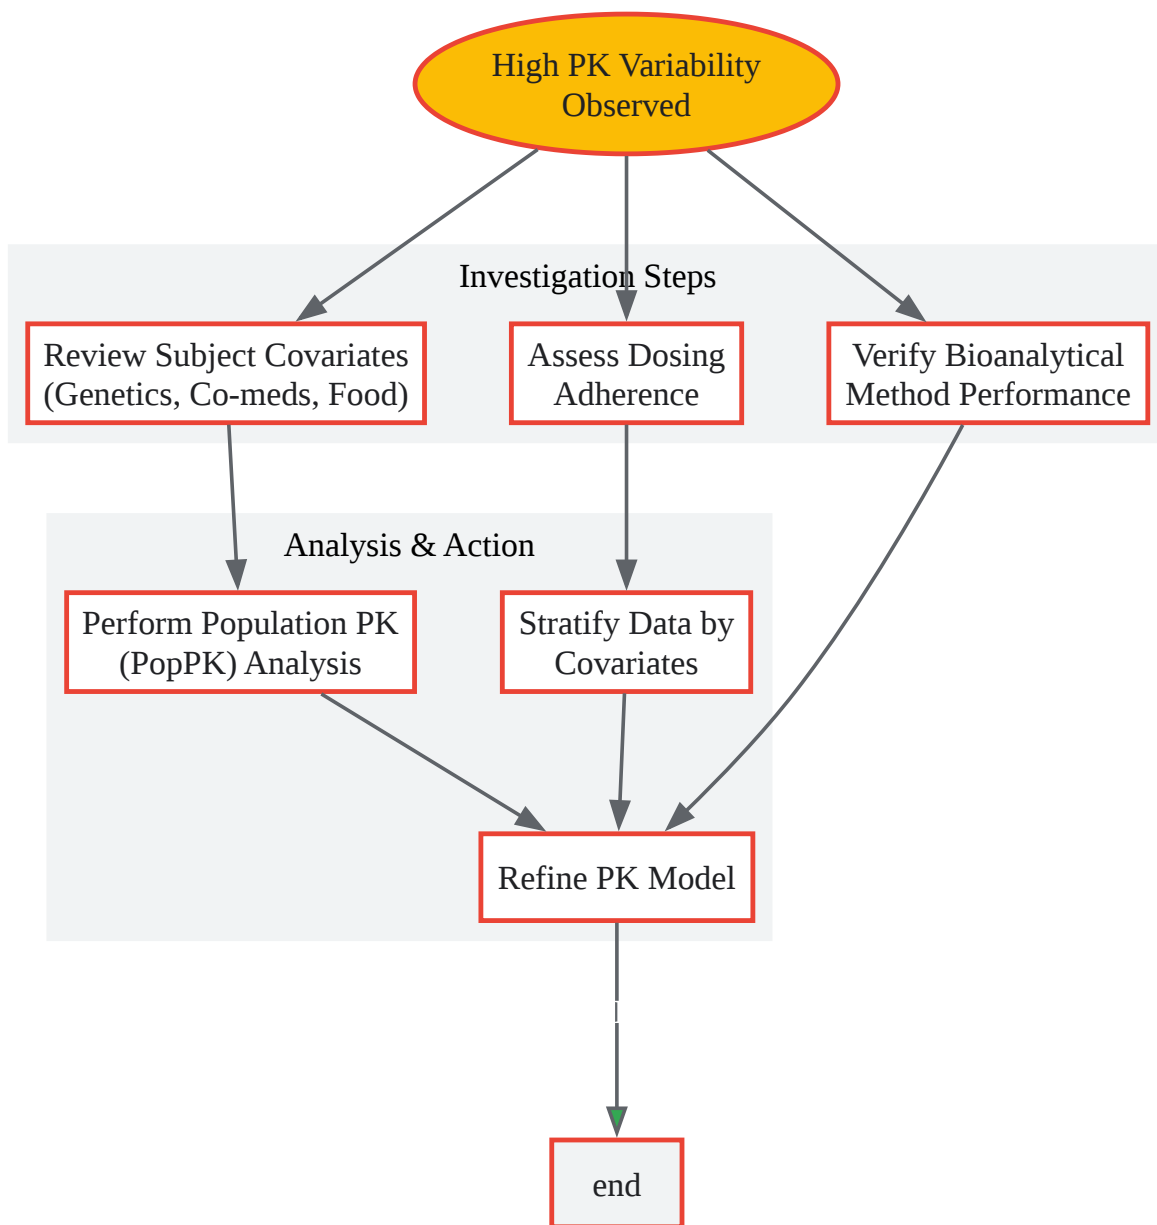 High PK Variability
Observed
Investigation Steps
Review Subject Covariates
(Genetics, Co-meds, Food)
Assess Dosing
Adherence
Verify Bioanalytical
Method Performance
Analysis & Action
Perform Population PK
(PopPK) Analysis
Stratify Data by
Covariates
Refine PK Model
end